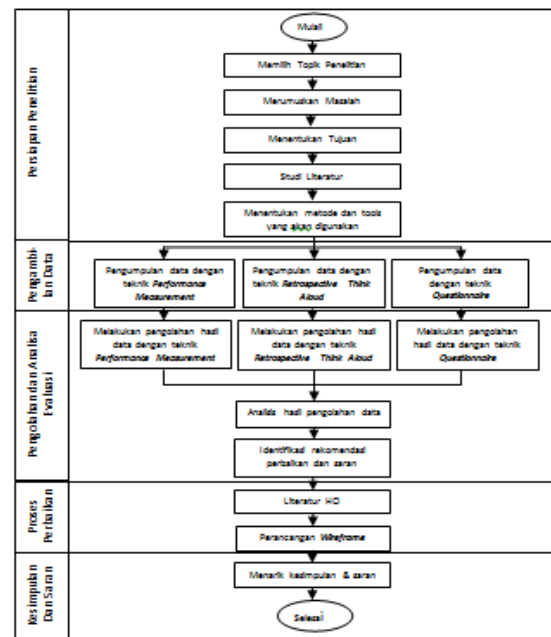 Persiapan Penelitian
Mulai
Memilih Topik Penelitian
Merumuskan Masalah
Menentukan Tujuan
Studi Literatur
Menentukan metode dan tools
yang akan digunakan
Pengambi-
lan Data
Pengumpulan data dengan
teknik Performance
Measurement
Pengumpulan data dengan
teknik Retrospective Think
Aloud
Pengumpulan data
dengan teknik
Questionnaire
Pengolahan dan Analisa
Evaluasi
Melakukan pengolahan hasil
data dengan teknik
Performance Measurement
Melakukan pengolahan hasil
data dengan teknik
Retrospective Think Aloud
Melakukan pengolahan
hasil data dengan teknik
Questionnaire
Analisis hasil pengolahan data
Identifikasi rekomendasi
perbaikan dan saran
Proses
Perbaikan
Literatur HCI
Perancangan Wireframe
Kesimpulan
Dan Saran
Menarik kesimpulan & saran
Selesai